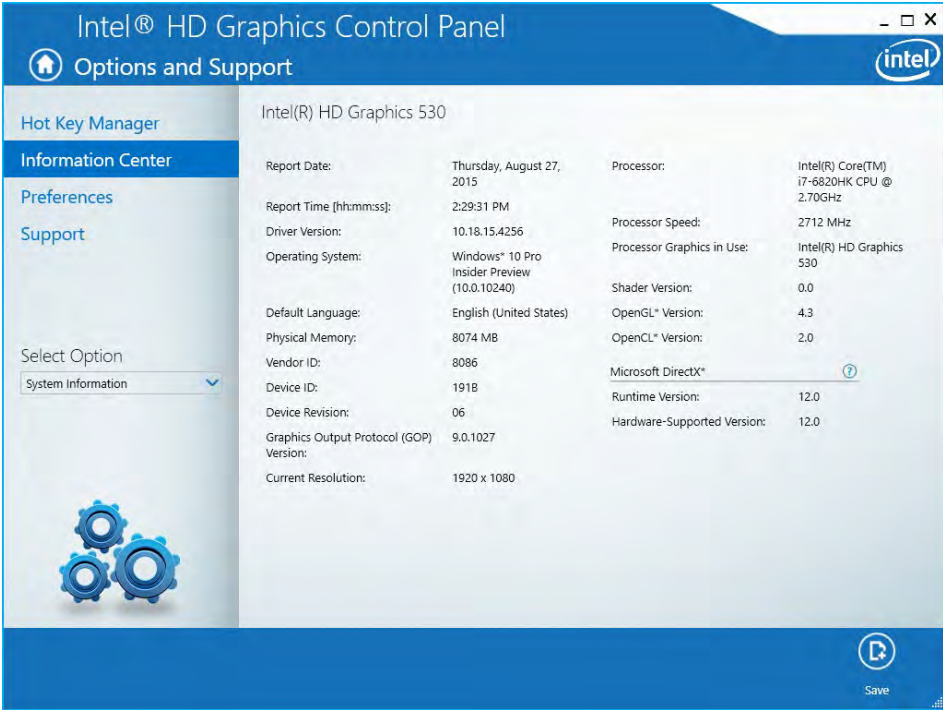 Intel® HD Graphics Control Panel
Options and Support
intel
Hot Key Manager
Information Center
Preferences
Support
Select Option
System Information
Intel(R) HD Graphics 530
Report Date: Thursday, August 27,
2015
Report Time [hh:mm:ss]: 2:29:31 PM
Driver Version: 10.18.15.4256
Operating System: Windows* 10 Pro
Insider Preview
(10.0.10240)
Default Language: English (United States)
Physical Memory: 8074 MB
Vendor ID: 8086
Device ID: 191B
Device Revision: 06
Graphics Output Protocol (GOP) 9.0.1027
Version:
Current Resolution: 1920 x 1080
Processor: Intel(R) Core(TM)
i7-6820HK CPU @
2.70GHz
Processor Speed: 2712 MHz
Processor Graphics in Use: Intel(R) HD Graphics
530
Shader Version: 0.0
OpenGL* Version: 4.3
OpenCL* Version: 2.0
Microsoft DirectX* ?
Runtime Version: 12.0
Hardware-Supported Version: 12.0
Save